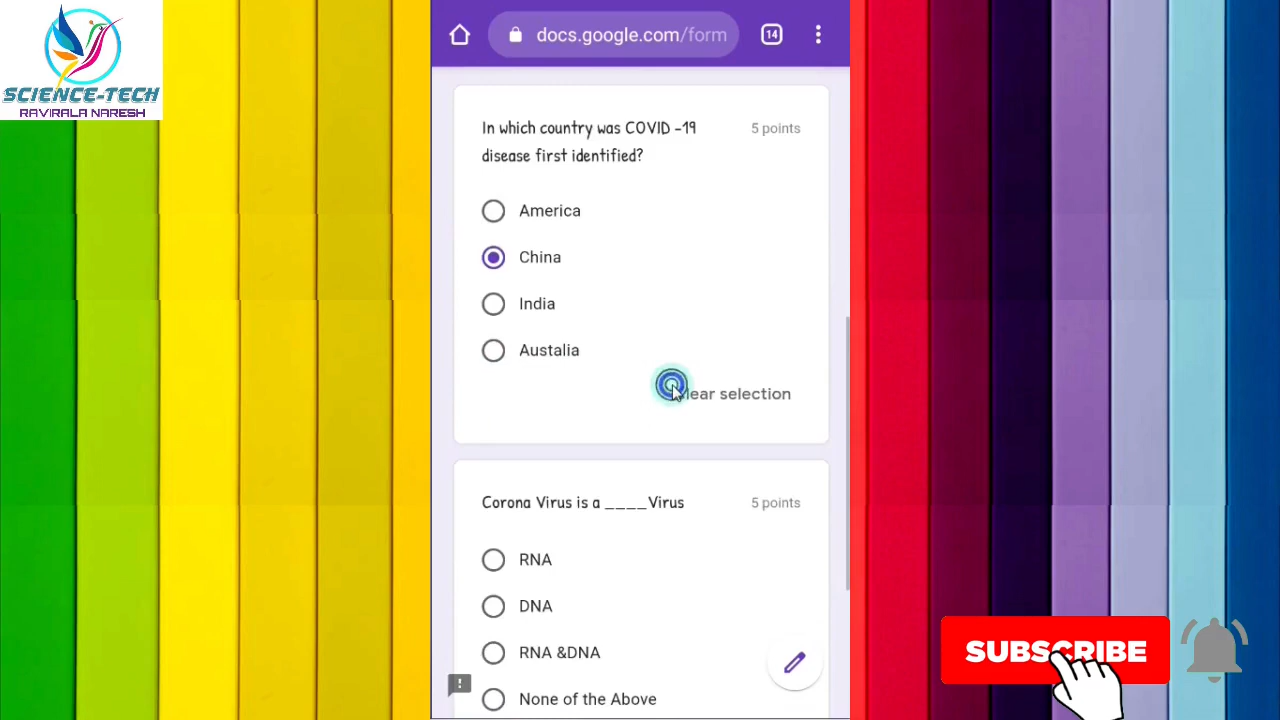 SCIENCE-TECH
RAVIRALA NARESH
docs.google.com/form
14
In which country was COVID -19
disease first identified?
5 points
America
China
India
Austalia
lear selection
Corona Virus is a ____Virus
5 points
RNA
DNA
RNA &DNA
None of the Above
SUBSCRIBE